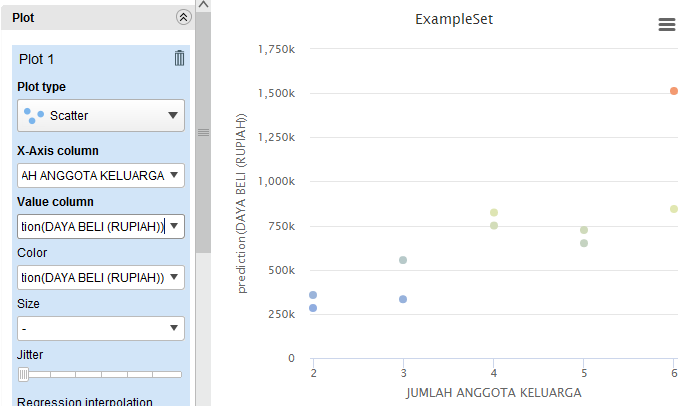 Plot
Plot 1
Plot type
Scatter
X-Axis column
AH ANGGOTA KELUARGA
Value column
tion(DAYA BELI (RUPIAH))
Color
tion(DAYA BELI (RUPIAH))
Size
-
Jitter
Regression interpolation
ExampleSet
prediction(DAYA BELI (RUPIAH))
1,750k
1,500k
1,250k
1,000k
750k
500k
250k
0
2 3 4 5 6
JUMLAH ANGGOTA KELUARGA